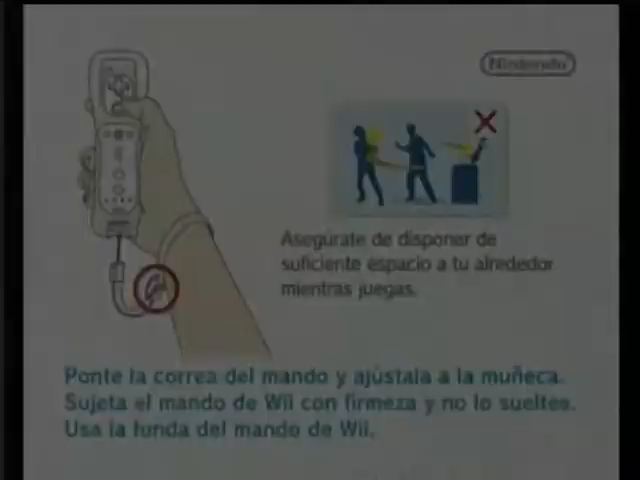 Nintendo
Asegúrate de disponer de
suficiente espacio a tu alrededor
mientras juegas.
Ponte la correa del mando y ajústala a la muñeca.
Sujeta el mando de Wii con firmeza y no lo sueltes.
Usa la funda del mando de Wii.